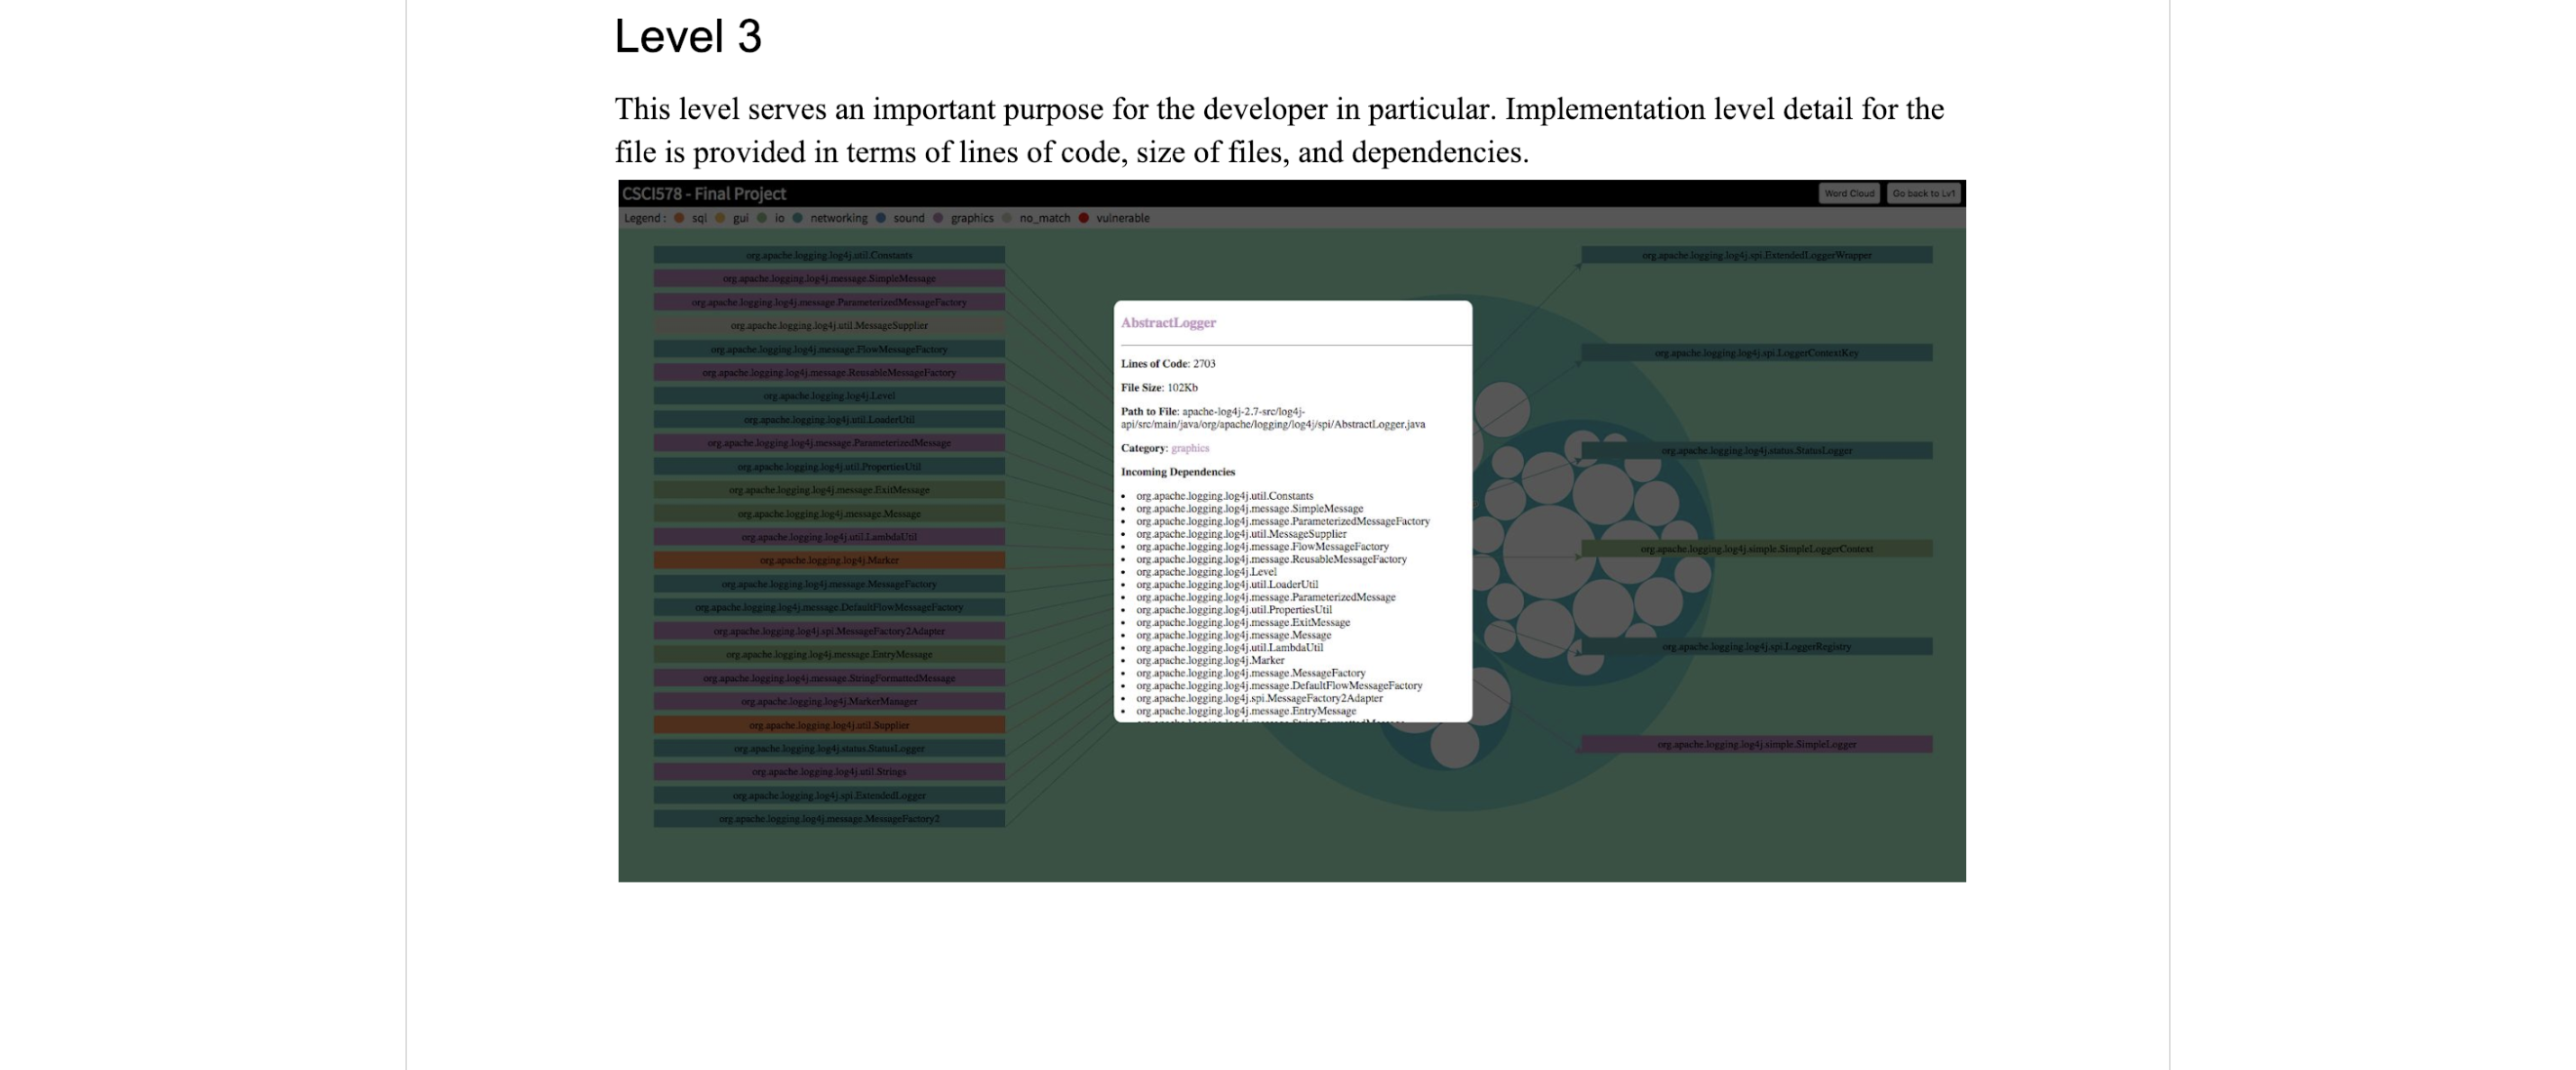 Level 3
This level serves an important purpose for the developer in particular. Implementation level detail for the
file is provided in terms of lines of code, size of files, and dependencies.
CSCI578 - Final Project
Word Cloud
Go back to Lv1
Legend : sql gui io networking sound graphics no_match vulnerable
org.apache.logging.log4j.util.Constants
org.apache.logging.log4j.message.SimpleMessage
org.apache.logging.log4j.message.ParameterizedMessageFactory
org.apache.logging.log4j.util.MessageSupplier
org.apache.logging.log4j.message.FlowMessageFactory
org.apache.logging.log4j.message.ReusableMessageFactory
org.apache.logging.log4j.Level
org.apache.logging.log4j.util.LoaderUtil
org.apache.logging.log4j.message.ParameterizedMessage
org.apache.logging.log4j.util.PropertiesUtil
org.apache.logging.log4j.message.ExitMessage
org.apache.logging.log4j.message.Message
org.apache.logging.log4j.util.LambdaUtil
org.apache.logging.log4j.Marker
org.apache.logging.log4j.message.MessageFactory
org.apache.logging.log4j.message.DefaultFlowMessageFactory
org.apache.logging.log4j.spi.MessageFactory2Adapter
org.apache.logging.log4j.message.EntryMessage
org.apache.logging.log4j.message.StringFormattedMessage
org.apache.logging.log4j.MarkerManager
org.apache.logging.log4j.util.Supplier
org.apache.logging.log4j.status.StatusLogger
org.apache.logging.log4j.util.Strings
org.apache.logging.log4j.spi.ExtendedLogger
org.apache.logging.log4j.message.MessageFactory2
AbstractLogger
Lines of Code: 2703
File Size: 102Kb
Path to File: apache-log4j-2.7-src/log4j-
api/src/main/java/org/apache/logging/log4j/spi/AbstractLogger.java
Category: graphics
Incoming Dependencies
• org.apache.logging.log4j.util.Constants
• org.apache.logging.log4j.message.SimpleMessage
• org.apache.logging.log4j.message.ParameterizedMessageFactory
• org.apache.logging.log4j.util.MessageSupplier
• org.apache.logging.log4j.message.FlowMessageFactory
• org.apache.logging.log4j.message.ReusableMessageFactory
• org.apache.logging.log4j.Level
• org.apache.logging.log4j.util.LoaderUtil
• org.apache.logging.log4j.message.ParameterizedMessage
• org.apache.logging.log4j.util.PropertiesUtil
• org.apache.logging.log4j.message.ExitMessage
• org.apache.logging.log4j.message.Message
• org.apache.logging.log4j.util.LambdaUtil
• org.apache.logging.log4j.Marker
• org.apache.logging.log4j.message.MessageFactory
• org.apache.logging.log4j.message.DefaultFlowMessageFactory
• org.apache.logging.log4j.spi.MessageFactory2Adapter
• org.apache.logging.log4j.message.EntryMessage
org.apache.logging.log4j.spi.ExtendedLoggerWrapper
org.apache.logging.log4j.spi.LoggerContextKey
org.apache.logging.log4j.status.StatusLogger
org.apache.logging.log4j.simple.SimpleLoggerContext
org.apache.logging.log4j.spi.LoggerRegistry
org.apache.logging.log4j.simple.SimpleLogger